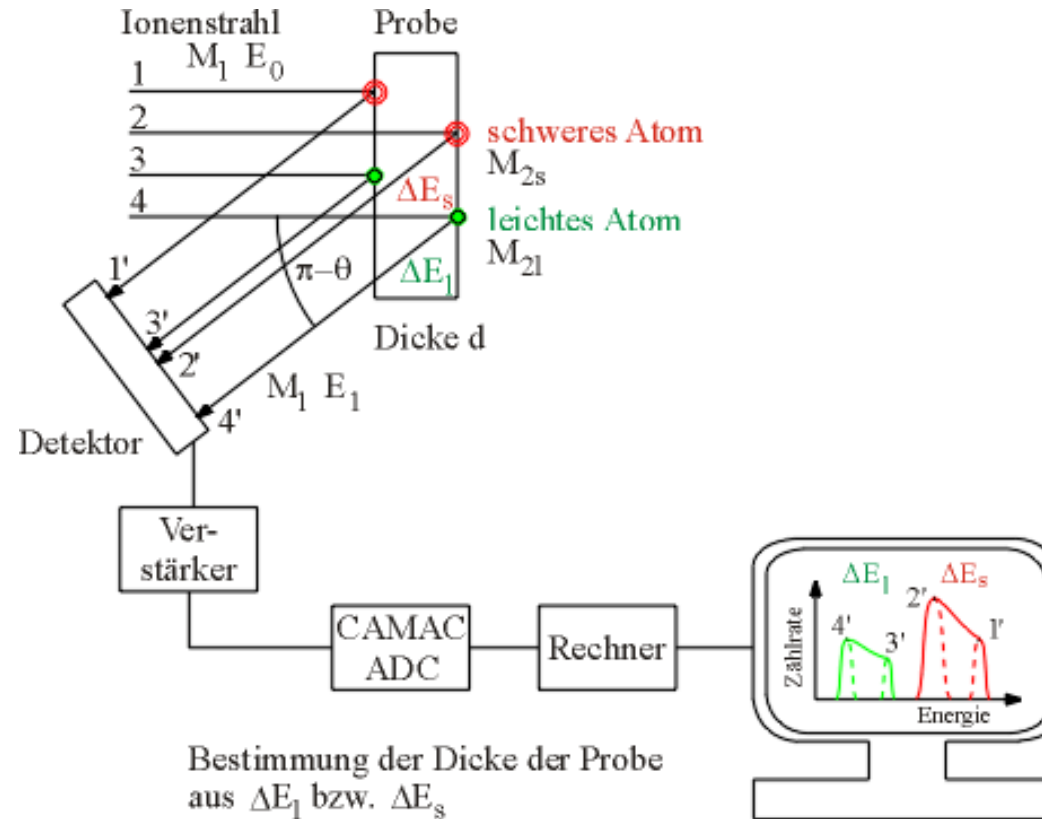 Ionenstrahl
Probe
M₁ E₀
1
2
3
4
schweres Atom
M₂ₛ
ΔEₛ
leichtes Atom
M₂ₗ
ΔEₗ
π−θ
1'
3'
2'
4'
Dicke d
M₁ E₁
Detektor
Ver-
stärker
CAMAC
ADC
Rechner
ΔEₗ ΔEₛ
2'
4'
3'
1'
Zählrate
Energie
Bestimmung der Dicke der Probe
aus ΔEₗ bzw. ΔEₛ